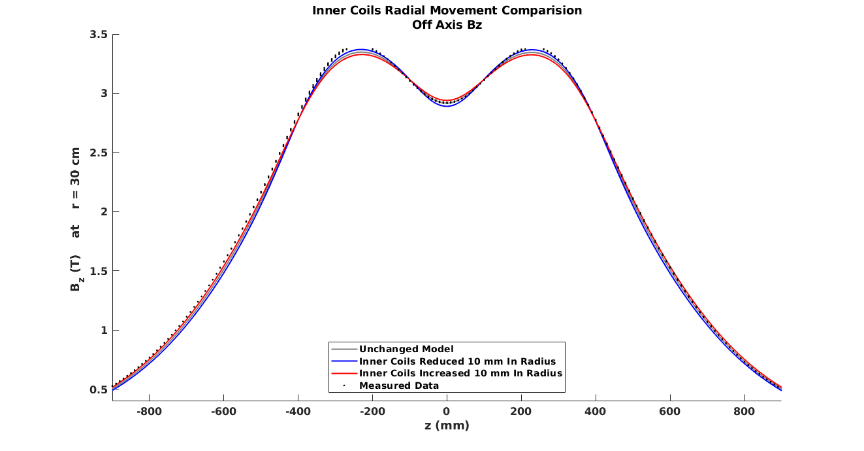 Inner Coils Radial Movement Comparision
Off Axis Bz
3.5
3
2.5
2
1.5
1
0.5
B_z (T) at r = 30 cm
-800
-600
-400
-200
0
200
400
600
800
z (mm)
Unchanged Model
Inner Coils Reduced 10 mm In Radius
Inner Coils Increased 10 mm In Radius
Measured Data